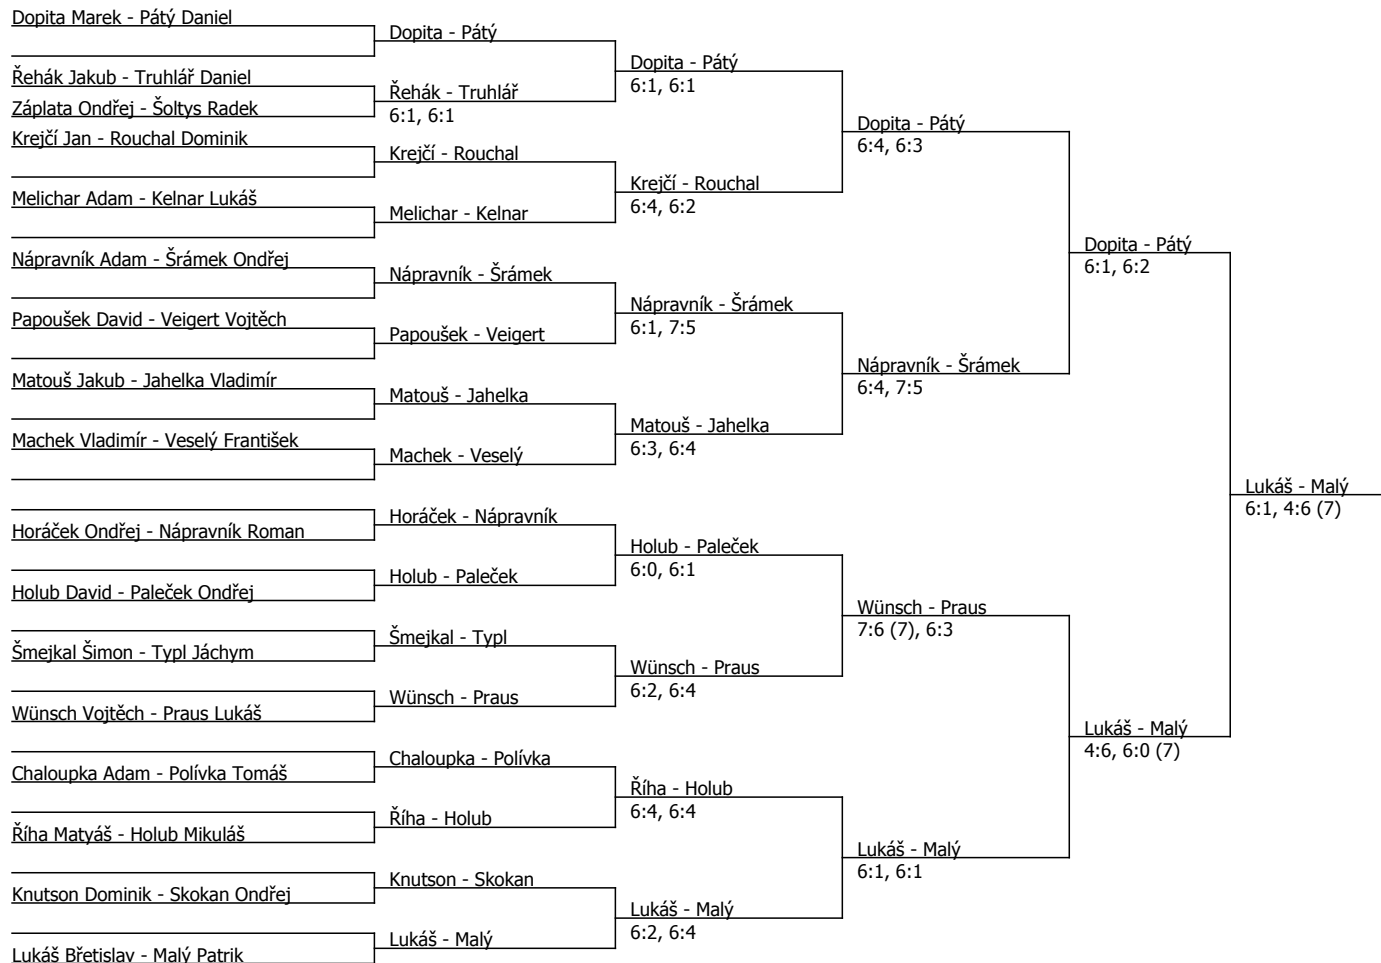 Dopita Marek - Pátý Daniel
Řehák Jakub - Truhlář Daniel
Záplata Ondřej - Šoltys Radek
Krejčí Jan - Rouchal Dominik
Melichar Adam - Kelnar Lukáš
Nápravník Adam - Šrámek Ondřej
Papoušek David - Veigert Vojtěch
Matouš Jakub - Jahelka Vladimír
Machek Vladimír - Veselý František
Horáček Ondřej - Nápravník Roman
Holub David - Paleček Ondřej
Šmejkal Šimon - Typl Jáchym
Wünsch Vojtěch - Praus Lukáš
Chaloupka Adam - Polívka Tomáš
Říha Matyáš - Holub Mikuláš
Knutson Dominik - Skokan Ondřej
Lukáš Břetislav - Malý Patrik
Dopita - Pátý
Řehák - Truhlář
6:1, 6:1
Krejčí - Rouchal
Melichar - Kelnar
Nápravník - Šrámek
Papoušek - Veigert
Matouš - Jahelka
Machek - Veselý
Horáček - Nápravník
Holub - Paleček
Šmejkal - Typl
Wünsch - Praus
Chaloupka - Polívka
Říha - Holub
Knutson - Skokan
Lukáš - Malý
Dopita - Pátý
6:1, 6:1
Krejčí - Rouchal
6:4, 6:2
Nápravník - Šrámek
6:1, 7:5
Matouš - Jahelka
6:3, 6:4
Holub - Paleček
6:0, 6:1
Wünsch - Praus
6:2, 6:4
Říha - Holub
6:4, 6:4
Lukáš - Malý
6:2, 6:4
Dopita - Pátý
6:4, 6:3
Nápravník - Šrámek
6:4, 7:5
Wünsch - Praus
7:6 (7), 6:3
Lukáš - Malý
6:1, 6:1
Dopita - Pátý
6:1, 6:2
Lukáš - Malý
4:6, 6:0 (7)
Lukáš - Malý
6:1, 4:6 (7)